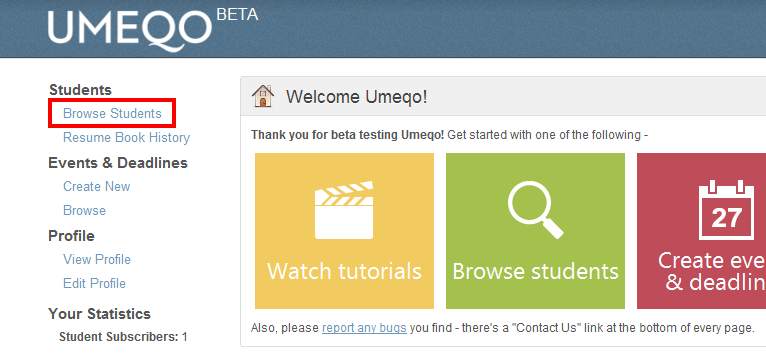 UMEQO BETA
Students
Browse Students
Resume Book History
Events & Deadlines
Create New
Browse
Profile
View Profile
Edit Profile
Your Statistics
Student Subscribers: 1
Welcome Umeqo!
Thank you for beta testing Umeqo! Get started with one of the following -
Watch tutorials
Browse students
27
Create eve
& deadlin
Also, please report any bugs you find - there's a "Contact Us" link at the bottom of every page.